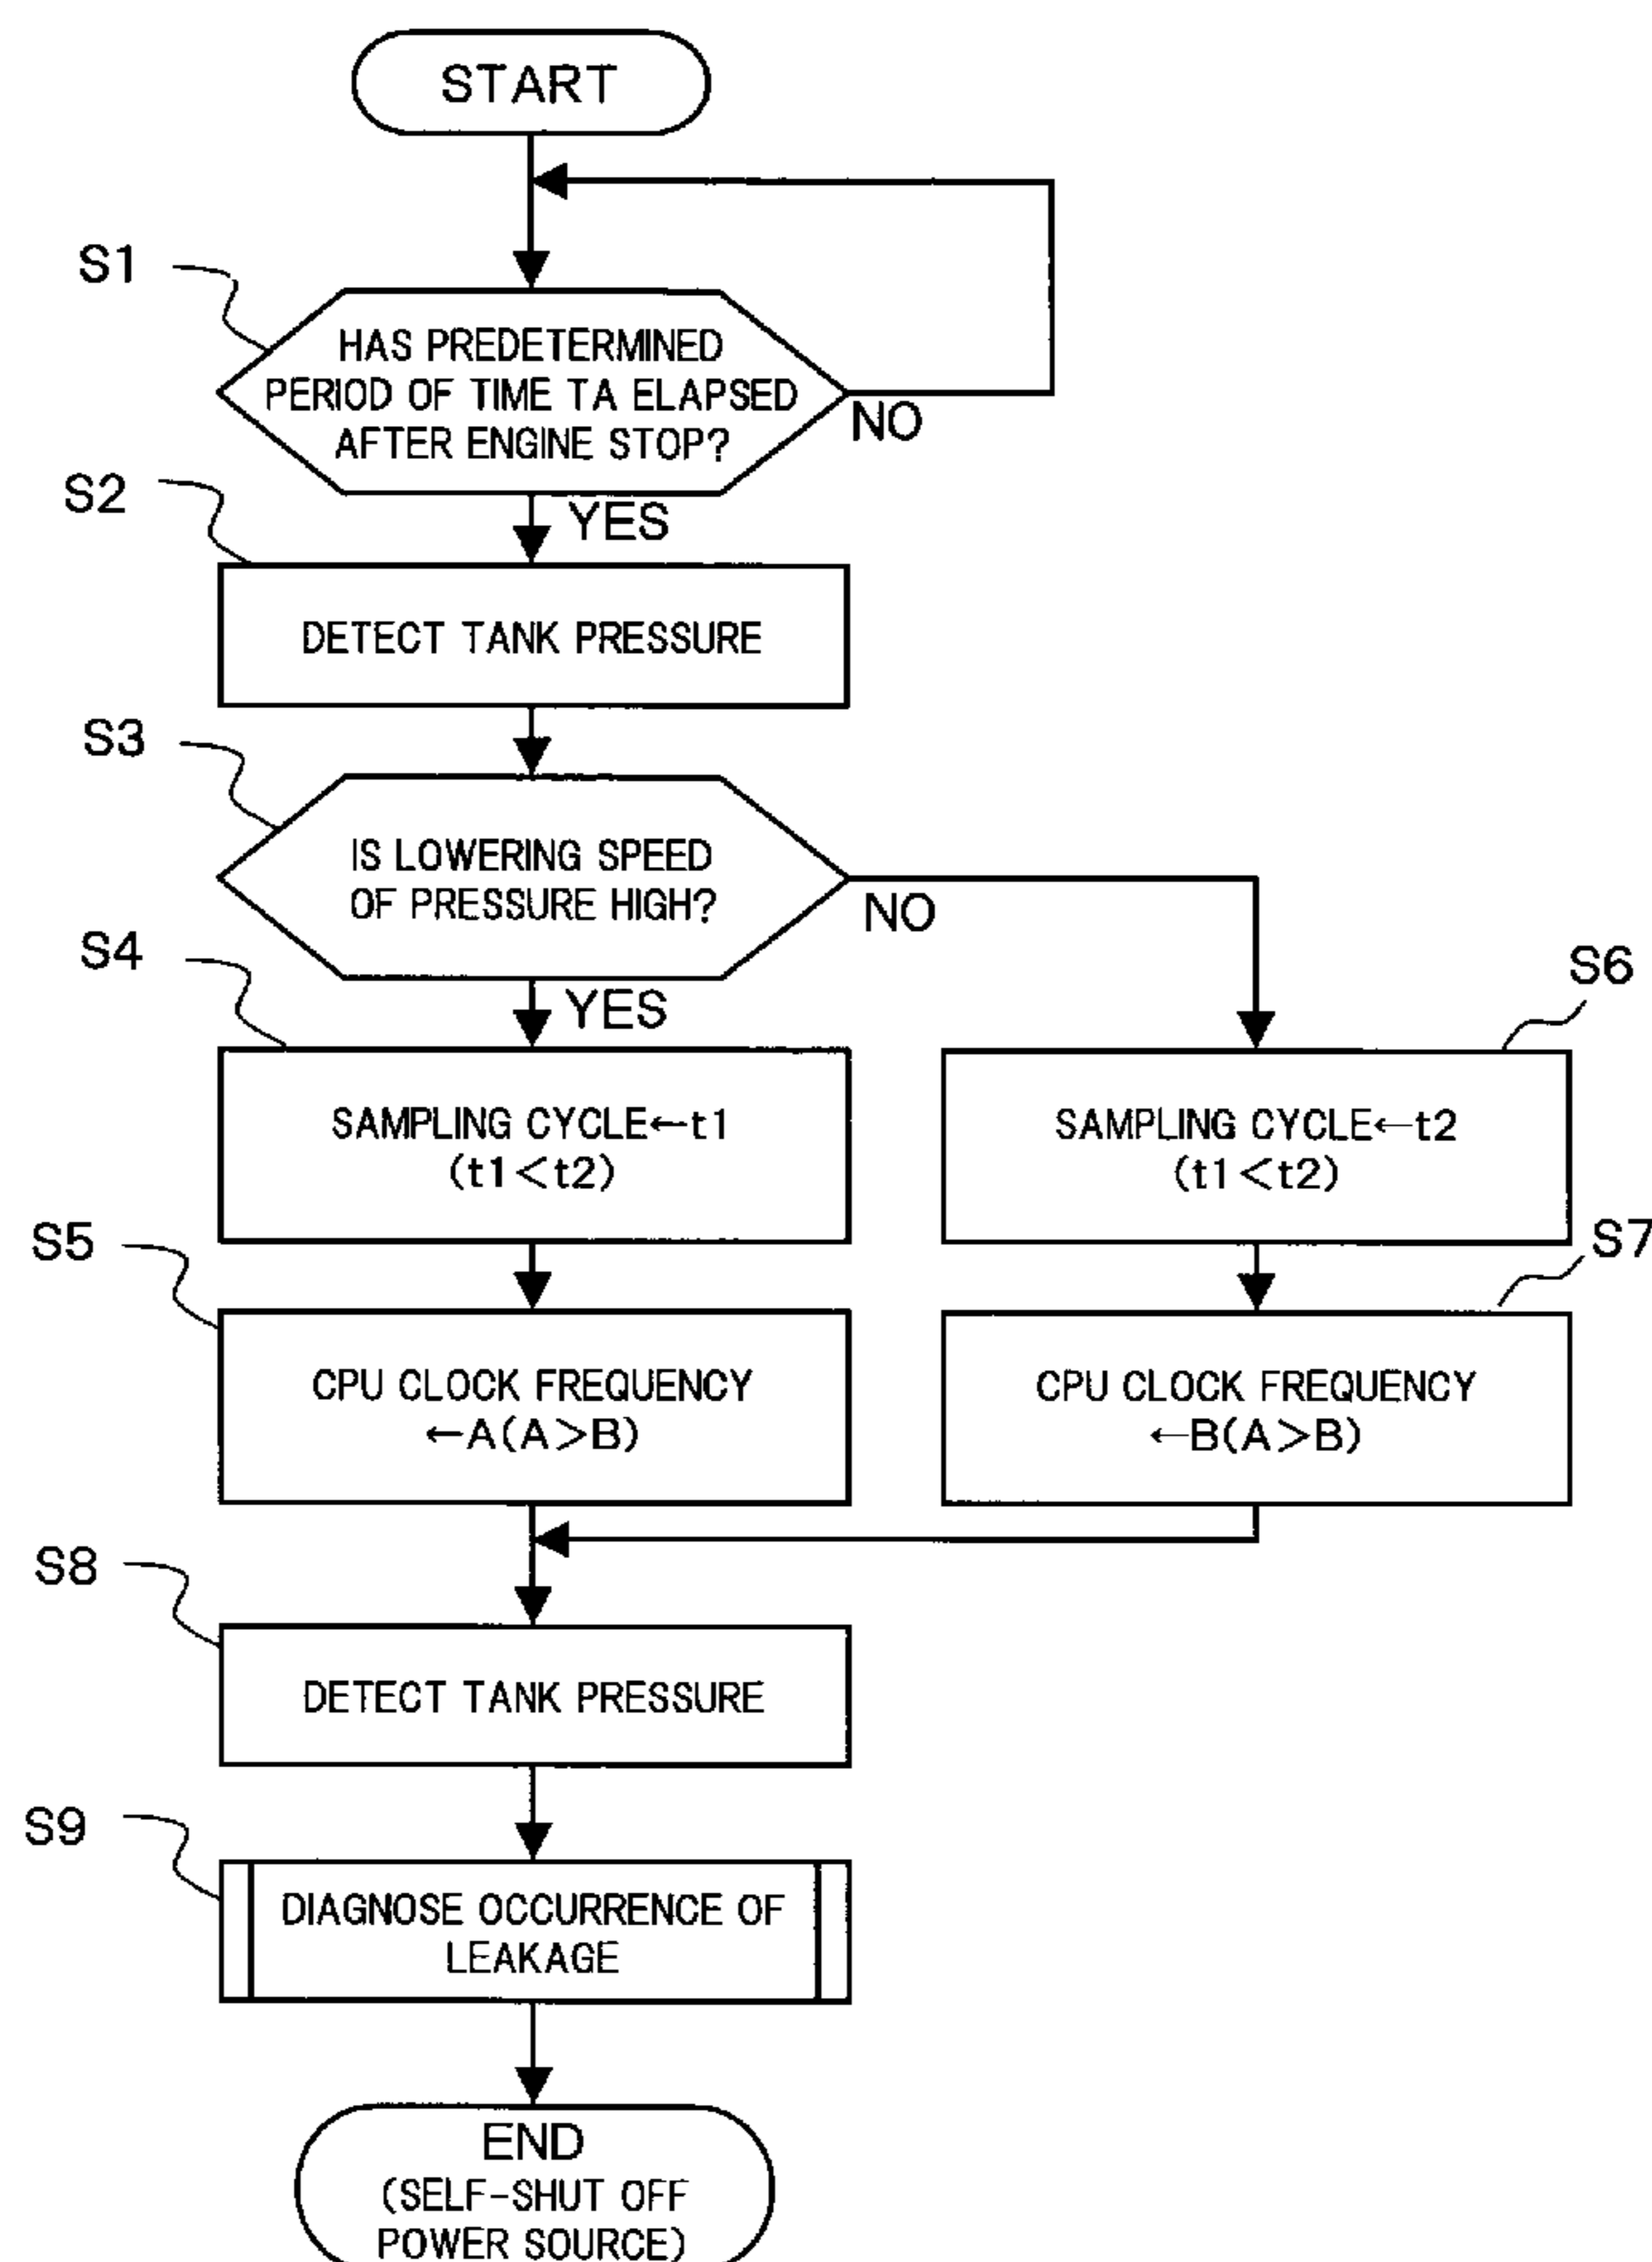 START
S1
HAS PREDETERMINED
PERIOD OF TIME TA ELAPSED
AFTER ENGINE STOP?
NO
YES
S2
DETECT TANK PRESSURE
S3
IS LOWERING SPEED
OF PRESSURE HIGH?
NO
YES
S4
SAMPLING CYCLE←t1
(t1<t2)
S6
SAMPLING CYCLE←t2
(t1<t2)
S5
CPU CLOCK FREQUENCY
←A(A>B)
S7
CPU CLOCK FREQUENCY
←B(A>B)
S8
DETECT TANK PRESSURE
S9
DIAGNOSE OCCURRENCE OF
LEAKAGE
END
(SELF-SHUT OFF
POWER SOURCE)